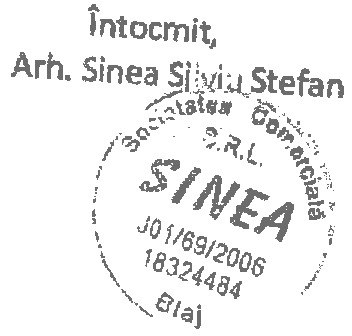 Întocmit,
Arh. Sinea Silviu Stefan
Societatea Comercială
S.R.L.
SINEA
J01/69/2006
18324484
Blaj